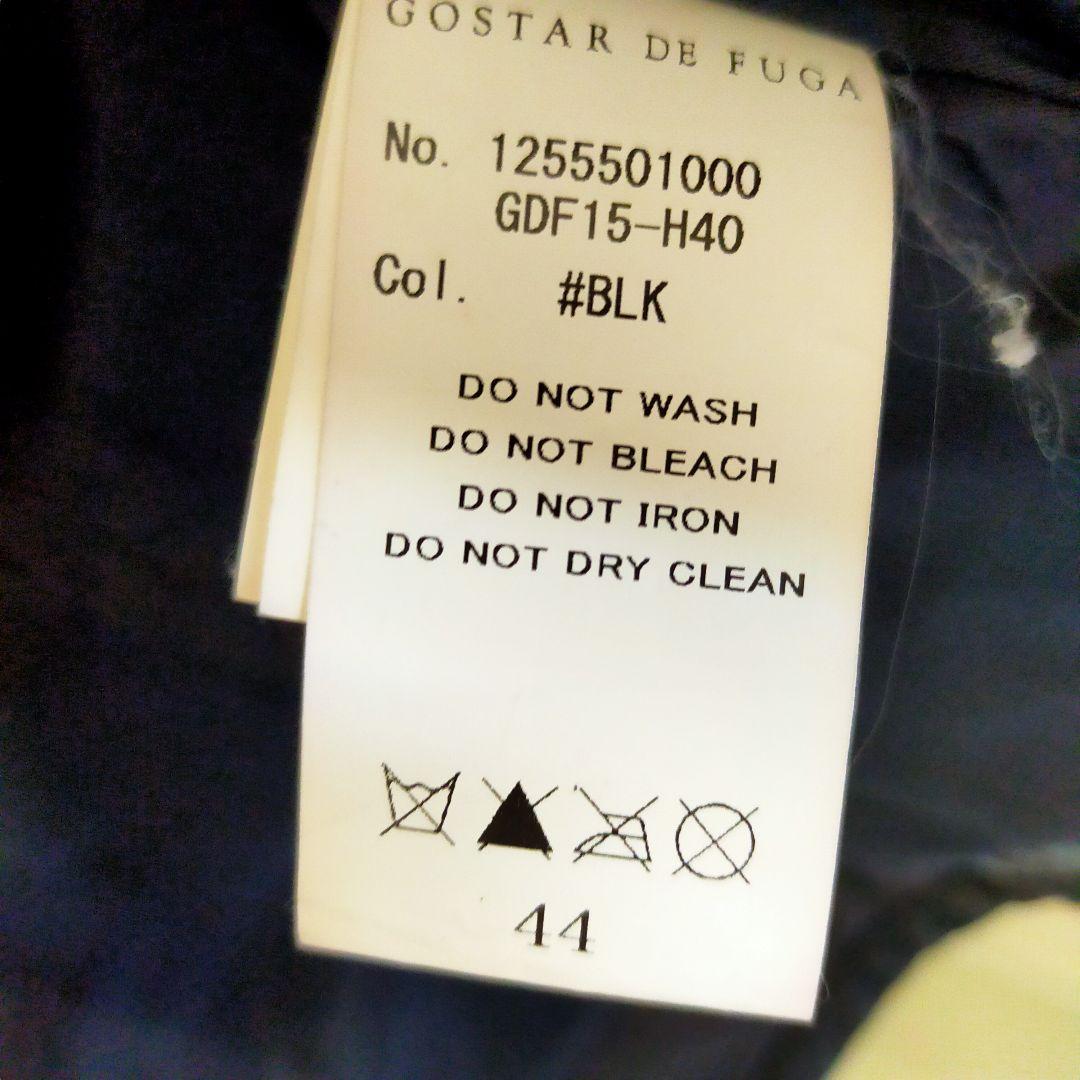 GOSTAR DE FUGA
No. 1255501000
GDF15-H40
Col. #BLK
DO NOT WASH
DO NOT BLEACH
DO NOT IRON
DO NOT DRY CLEAN
44